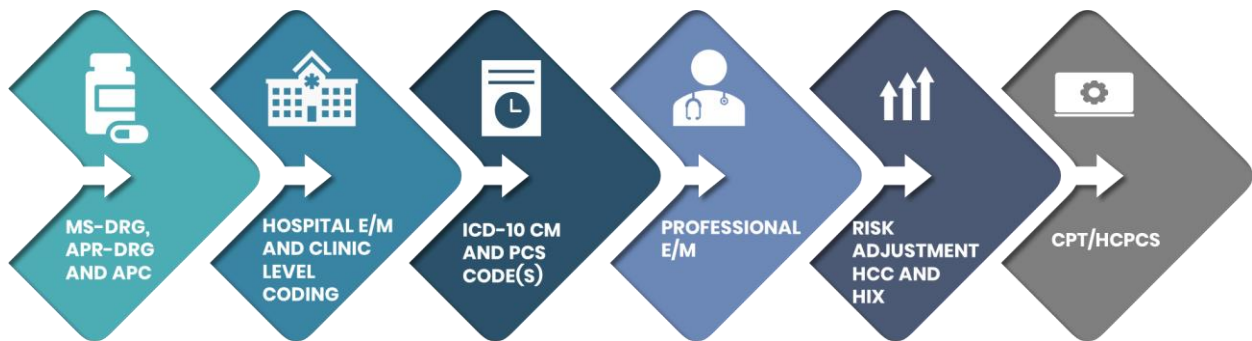 MS-DRG,
APR-DRG
AND APC
HOSPITAL E/M
AND CLINIC
LEVEL
CODING
ICD-10 CM
AND PCS
CODE(S)
PROFESSIONAL
E/M
RISK
ADJUSTMENT
HCC AND
HIX
CPT/HCPCS